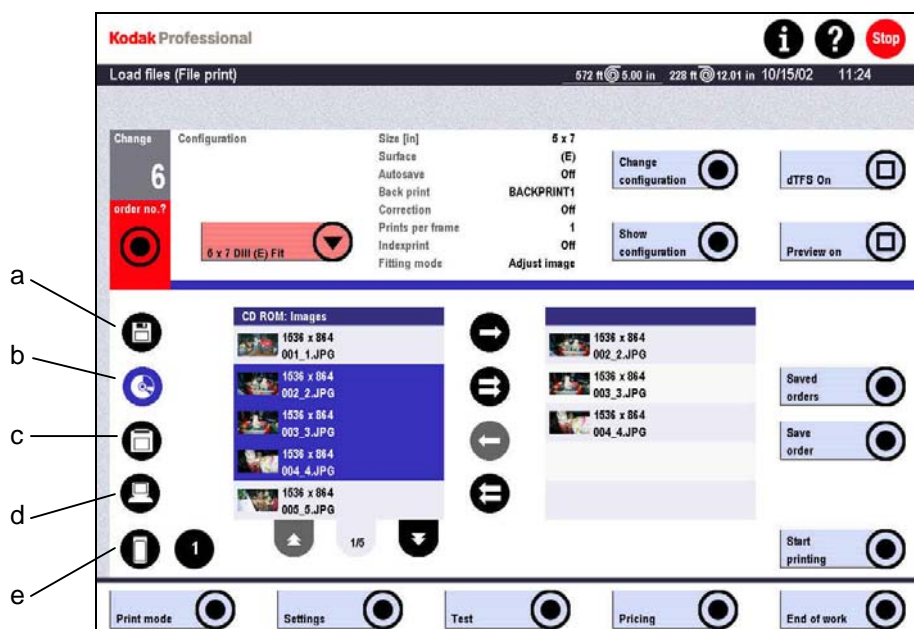 Kodak Professional
i ? Stop
Load files (File print) 572 ft 5.00 in 228 ft 12.01 in 10/15/02 11:24
Change
6
order no.?
Configuration
5 x 7 DIII (E) Fit
Size [in] 5 x 7
Surface (E)
Autosave Off
Back print BACKPRINT1
Correction Off
Prints per frame 1
Indexprint Off
Fitting mode Adjust image
Change
configuration
Show
configuration
dTFS On
Preview on
a
b
c
d
e
1
CD ROM: Images
1536 x 864
001_1.JPG
1536 x 864
002_2.JPG
1536 x 864
003_3.JPG
1536 x 864
004_4.JPG
1536 x 864
005_5.JPG
1/5
1536 x 864
002_2.JPG
1536 x 864
003_3.JPG
1536 x 864
004_4.JPG
Saved
orders
Save
order
Start
printing
Print mode
Settings
Test
Pricing
End of work